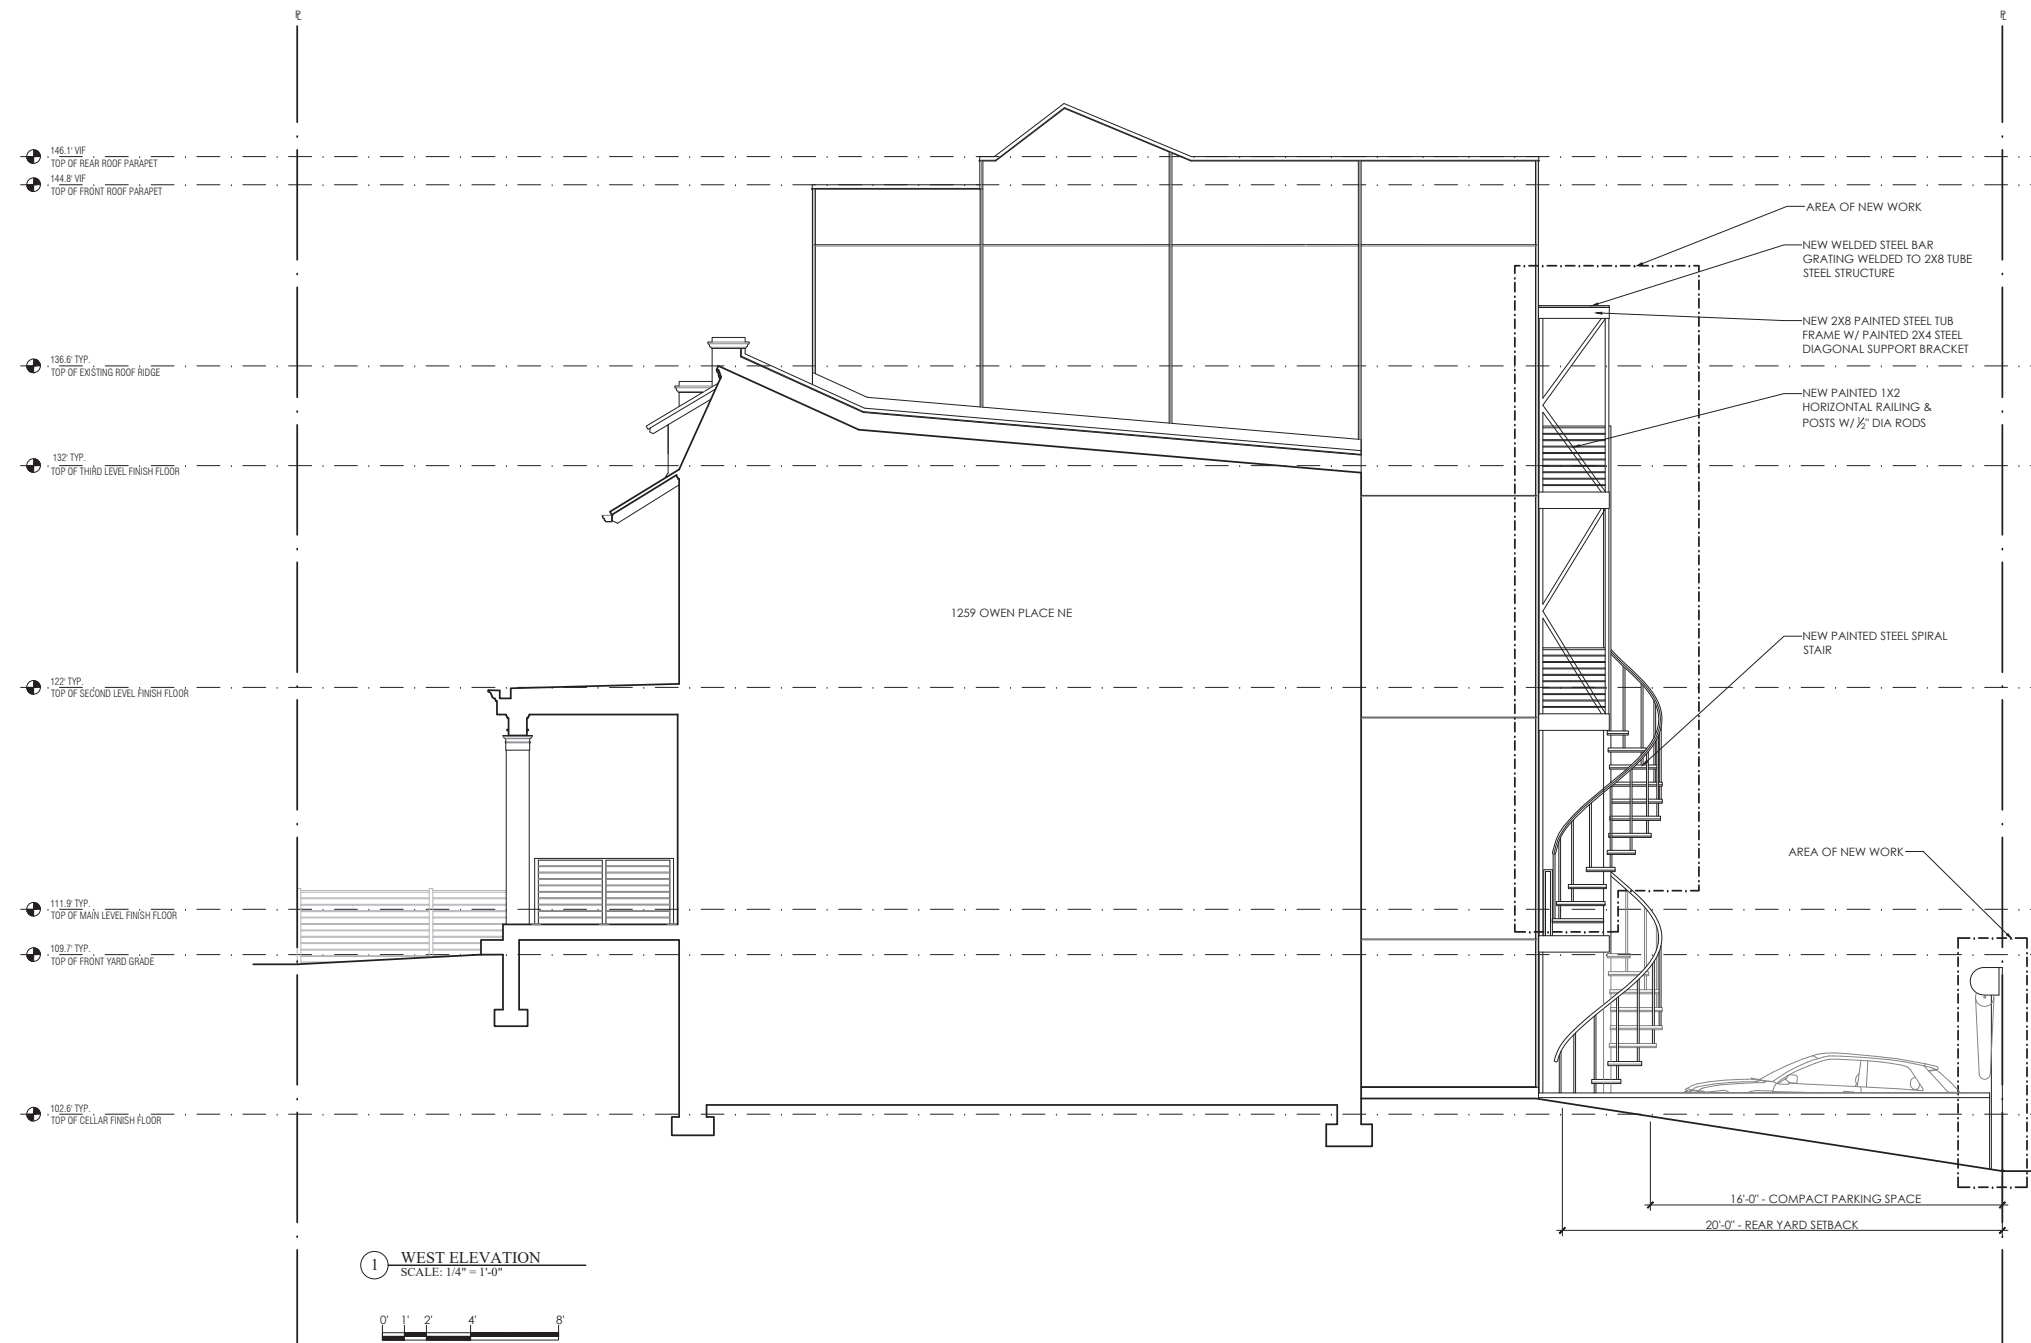 ℄
℄
146.1' VIF
TOP OF REAR ROOF PARAPET
144.8' VIF
TOP OF FRONT ROOF PARAPET
AREA OF NEW WORK
NEW WELDED STEEL BAR
GRATING WELDED TO 2X8 TUBE
STEEL STRUCTURE
NEW 2X8 PAINTED STEEL TUB
FRAME W/ PAINTED 2X4 STEEL
DIAGONAL SUPPORT BRACKET
136.6' TYP.
TOP OF EXISTING ROOF RIDGE
NEW PAINTED 1X2
HORIZONTAL RAILING &
POSTS W/ ½" DIA RODS
132' TYP.
TOP OF THIRD LEVEL FINISH FLOOR
1259 OWEN PLACE NE
NEW PAINTED STEEL SPIRAL
STAIR
122' TYP.
TOP OF SECOND LEVEL FINISH FLOOR
AREA OF NEW WORK
111.9' TYP.
TOP OF MAIN LEVEL FINISH FLOOR
109.7' TYP.
TOP OF FRONT YARD GRADE
102.6' TYP.
TOP OF CELLAR FINISH FLOOR
16'-0" - COMPACT PARKING SPACE
20'-0" - REAR YARD SETBACK
1 WEST ELEVATION
SCALE: 1/4" = 1'-0"
0' 1' 2' 4' 8'